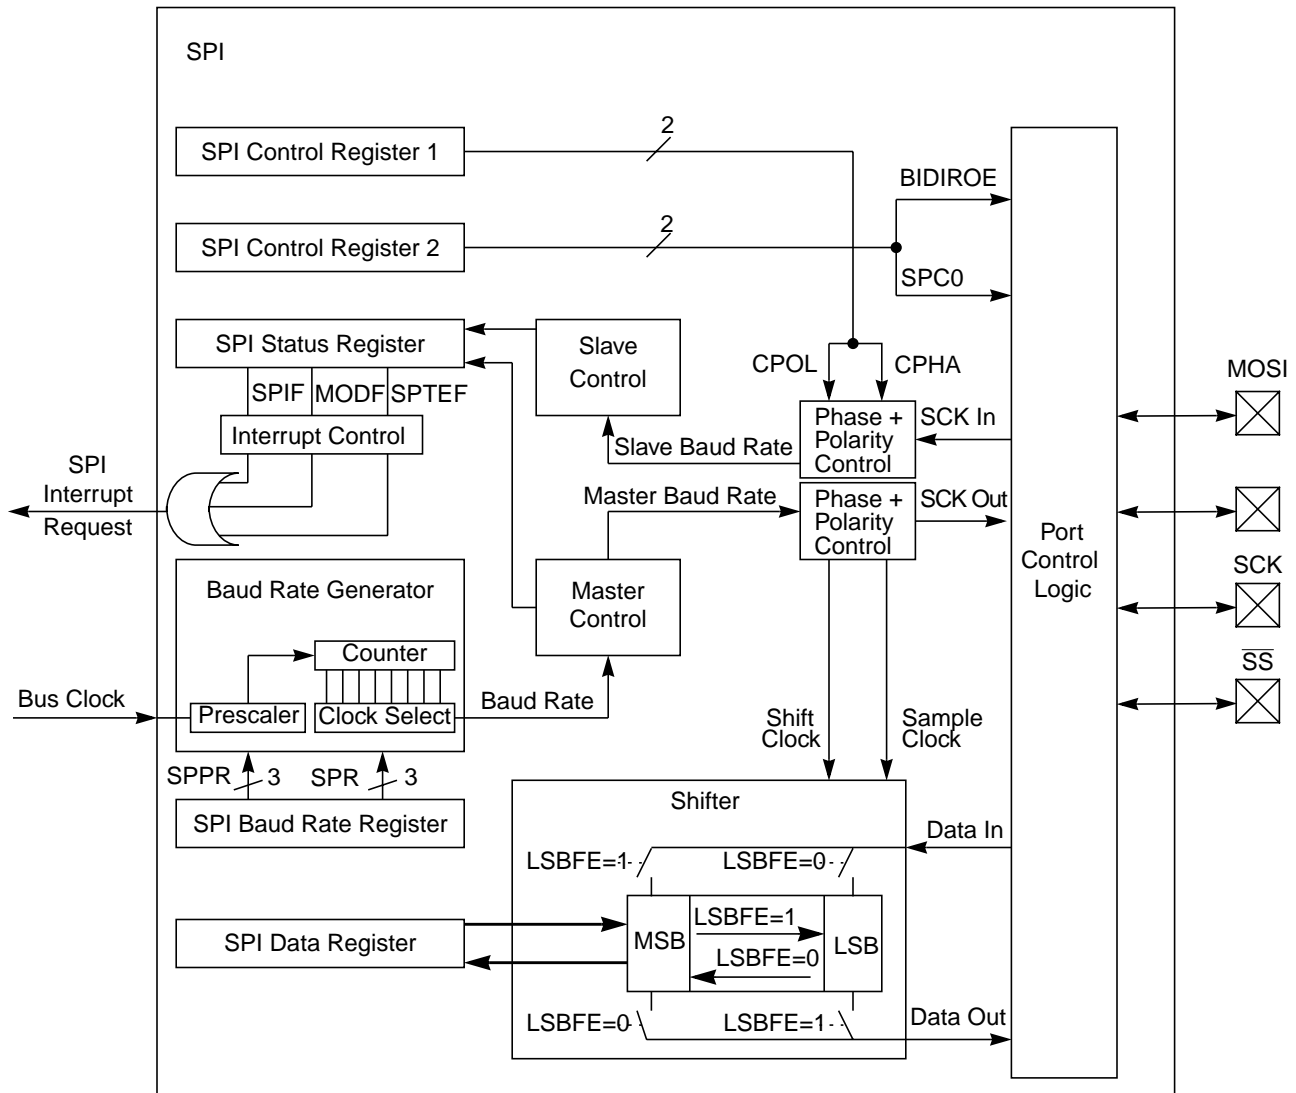 SPI
2
SPI Control Register 1
BIDIROE
2
SPI Control Register 2
SPC0
SPI Status Register
Slave
Control
CPOL
CPHA
MOSI
SPIF
MODF
SPTEF
Interrupt Control
Phase +
Polarity
Control
SCK In
Slave Baud Rate
SPI
Interrupt
Request
Master Baud Rate
Phase +
Polarity
Control
SCK Out
Port
Control
Logic
SCK
Baud Rate Generator
Master
Control
Counter
SS
Bus Clock
Prescaler
Clock Select
Baud Rate
Shift
Clock
Sample
Clock
SPPR
3
SPR
3
SPI Baud Rate Register
Shifter
Data In
LSBFE=1
LSBFE=0
SPI Data Register
MSB
LSBFE=1
LSBFE=0
LSB
LSBFE=0
LSBFE=1
Data Out